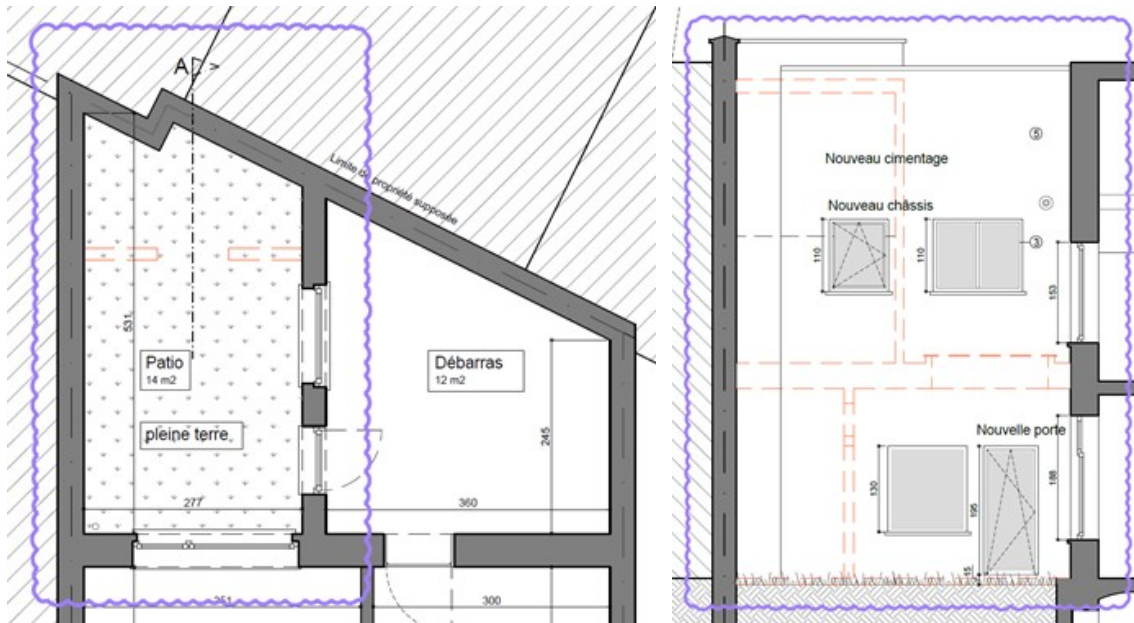 A
Limite de propriété supposée
531
Patio
14 m2
pleine terre
Débarras
12 m2
245
277
360
300
Nouveau cimentage
5
Nouveau châssis
110
110
3
153
Nouvelle porte
130
195
15
188